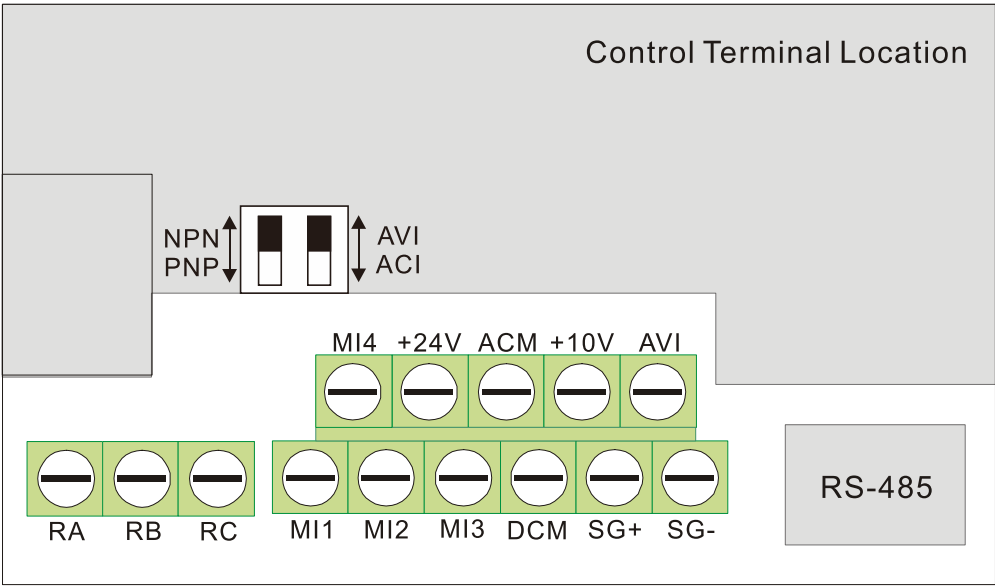 Control Terminal Location
NPN
PNP
AVI
ACI
MI4 +24V ACM +10V AVI
RA RB RC
MI1 MI2 MI3 DCM SG+ SG-
RS-485